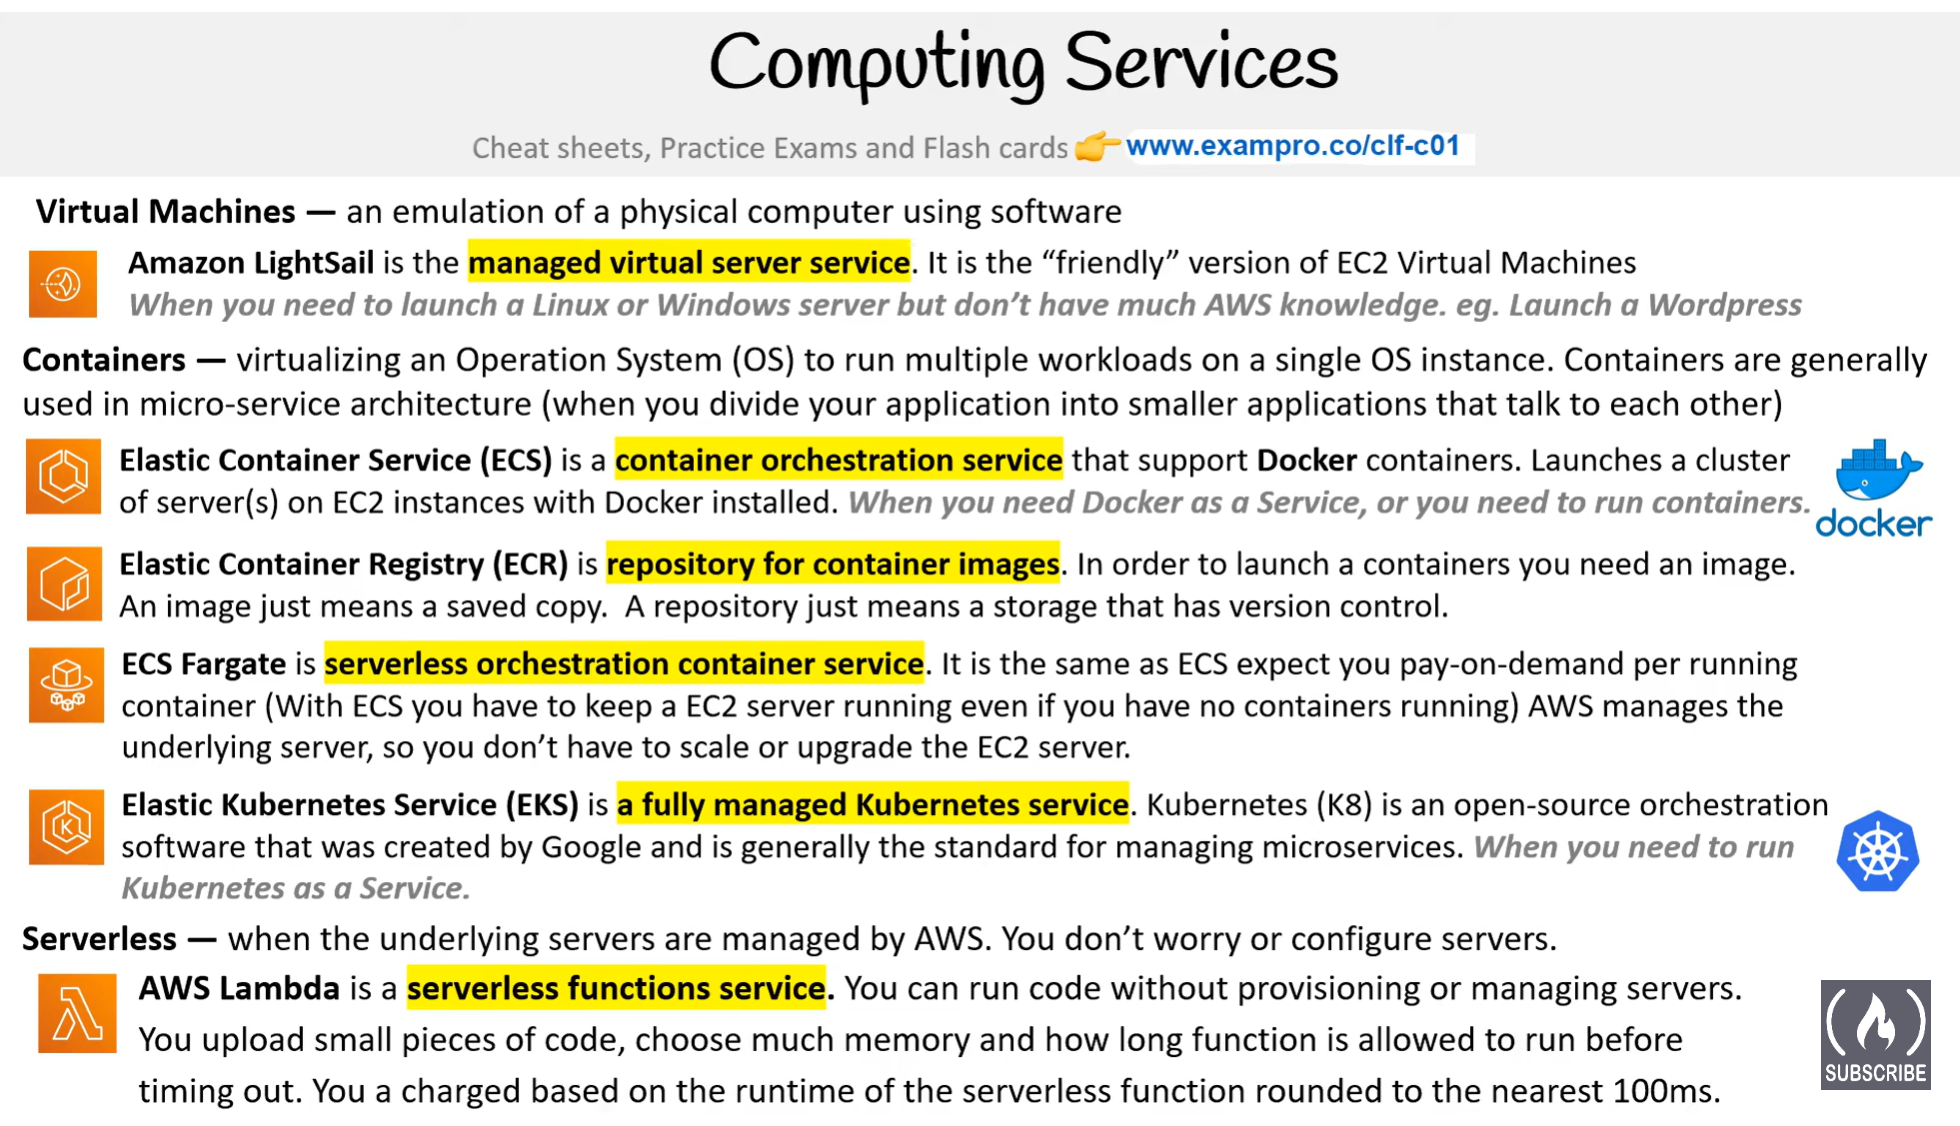 Computing Services
Cheat sheets, Practice Exams and Flash cards 👉 www.exampro.co/clf-c01
Virtual Machines — an emulation of a physical computer using software
Amazon LightSail is the managed virtual server service. It is the “friendly” version of EC2 Virtual Machines
When you need to launch a Linux or Windows server but don’t have much AWS knowledge. eg. Launch a Wordpress
Containers — virtualizing an Operation System (OS) to run multiple workloads on a single OS instance. Containers are generally
used in micro-service architecture (when you divide your application into smaller applications that talk to each other)
Elastic Container Service (ECS) is a container orchestration service that support Docker containers. Launches a cluster
of server(s) on EC2 instances with Docker installed. When you need Docker as a Service, or you need to run containers.
docker
Elastic Container Registry (ECR) is repository for container images. In order to launch a containers you need an image.
An image just means a saved copy. A repository just means a storage that has version control.
ECS Fargate is serverless orchestration container service. It is the same as ECS expect you pay-on-demand per running
container (With ECS you have to keep a EC2 server running even if you have no containers running) AWS manages the
underlying server, so you don’t have to scale or upgrade the EC2 server.
Elastic Kubernetes Service (EKS) is a fully managed Kubernetes service. Kubernetes (K8) is an open-source orchestration
software that was created by Google and is generally the standard for managing microservices. When you need to run
Kubernetes as a Service.
Serverless — when the underlying servers are managed by AWS. You don’t worry or configure servers.
AWS Lambda is a serverless functions service. You can run code without provisioning or managing servers.
You upload small pieces of code, choose much memory and how long function is allowed to run before
timing out. You a charged based on the runtime of the serverless function rounded to the nearest 100ms.
SUBSCRIBE